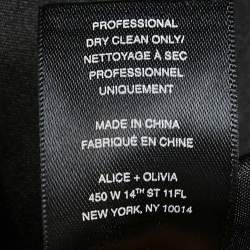 PROFESSIONAL
DRY CLEAN ONLY/
NETTOYAGE À SEC
PROFESSIONNEL
UNIQUEMENT
MADE IN CHINA
FABRIQUÉ EN CHINE
ALICE + OLIVIA
450 W 14TH ST 11FL
NEW YORK, NY 10014